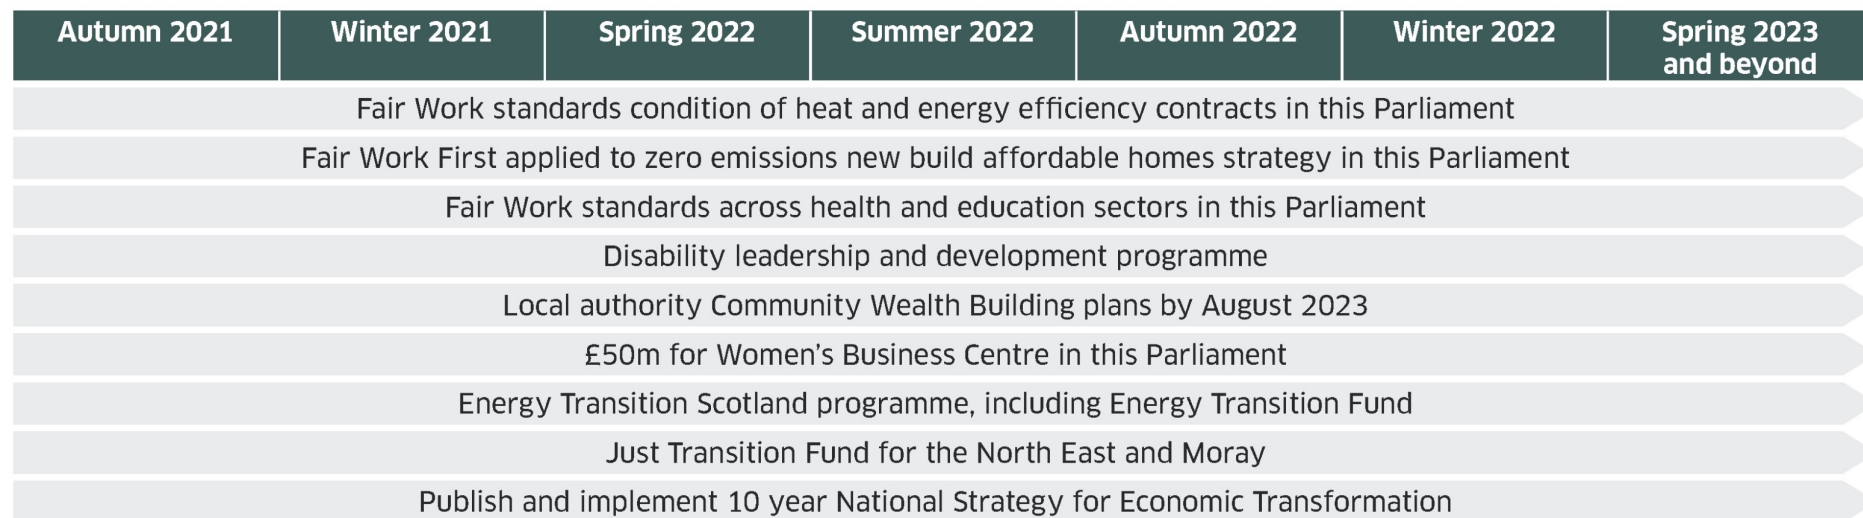 Autumn 2021 Winter 2021 Spring 2022 Summer 2022 Autumn 2022 Winter 2022 Spring 2023
and beyond
Fair Work standards condition of heat and energy efficiency contracts in this Parliament
Fair Work First applied to zero emissions new build affordable homes strategy in this Parliament
Fair Work standards across health and education sectors in this Parliament
Disability leadership and development programme
Local authority Community Wealth Building plans by August 2023
£50m for Women’s Business Centre in this Parliament
Energy Transition Scotland programme, including Energy Transition Fund
Just Transition Fund for the North East and Moray
Publish and implement 10 year National Strategy for Economic Transformation